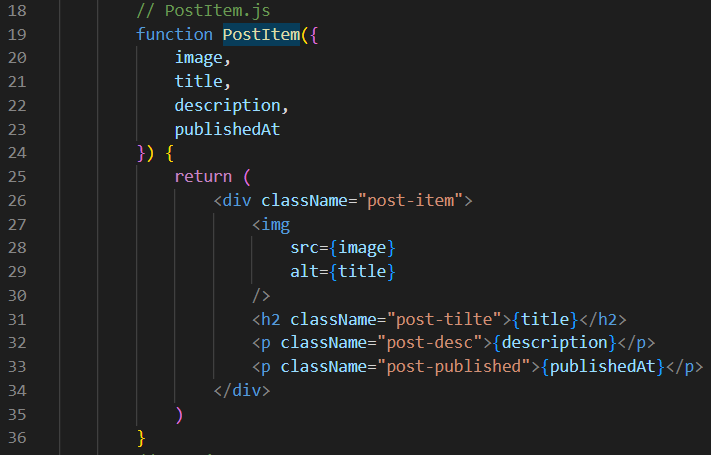 18 // PostItem.js
19 function PostItem({
20 image,
21 title,
22 description,
23 publishedAt
24 }) {
25 return (
26 <div className="post-item">
27 <img
28 src={image}
29 alt={title}
30 />
31 <h2 className="post-tilte">{title}</h2>
32 <p className="post-desc">{description}</p>
33 <p className="post-published">{publishedAt}</p>
34 </div>
35 )
36 }